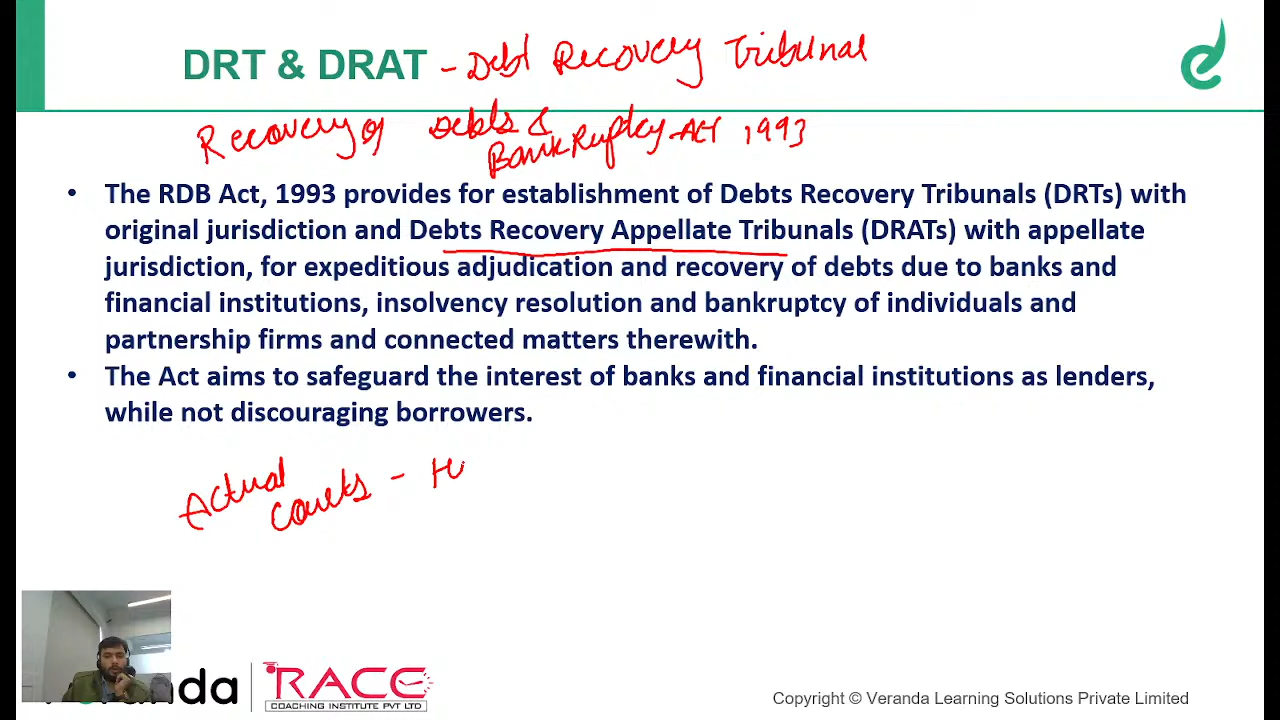 DRT & DRAT - Debt Recovery Tribunal
Recovery of Debts &
Bankruptcy Act 1993
• The RDB Act, 1993 provides for establishment of Debts Recovery Tribunals (DRTs) with
original jurisdiction and Debts Recovery Appellate Tribunals (DRATs) with appellate
jurisdiction, for expeditious adjudication and recovery of debts due to banks and
financial institutions, insolvency resolution and bankruptcy of individuals and
partnership firms and connected matters therewith.
• The Act aims to safeguard the interest of banks and financial institutions as lenders,
while not discouraging borrowers.
Actual
Courts -
RACE
COACHING INSTITUTE PVT LTD
Copyright © Veranda Learning Solutions Private Limited